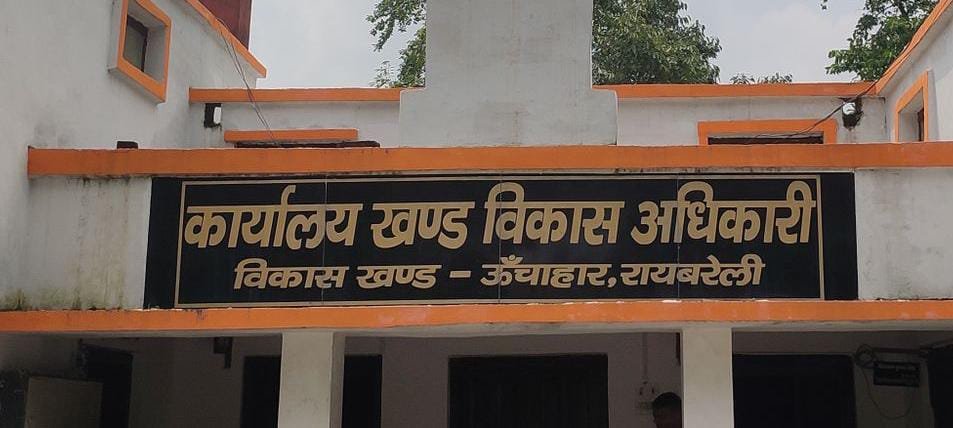 कार्यालय खण्ड विकास अधिकारी
विकास खण्ड - ऊँचाहार, रायबरेली